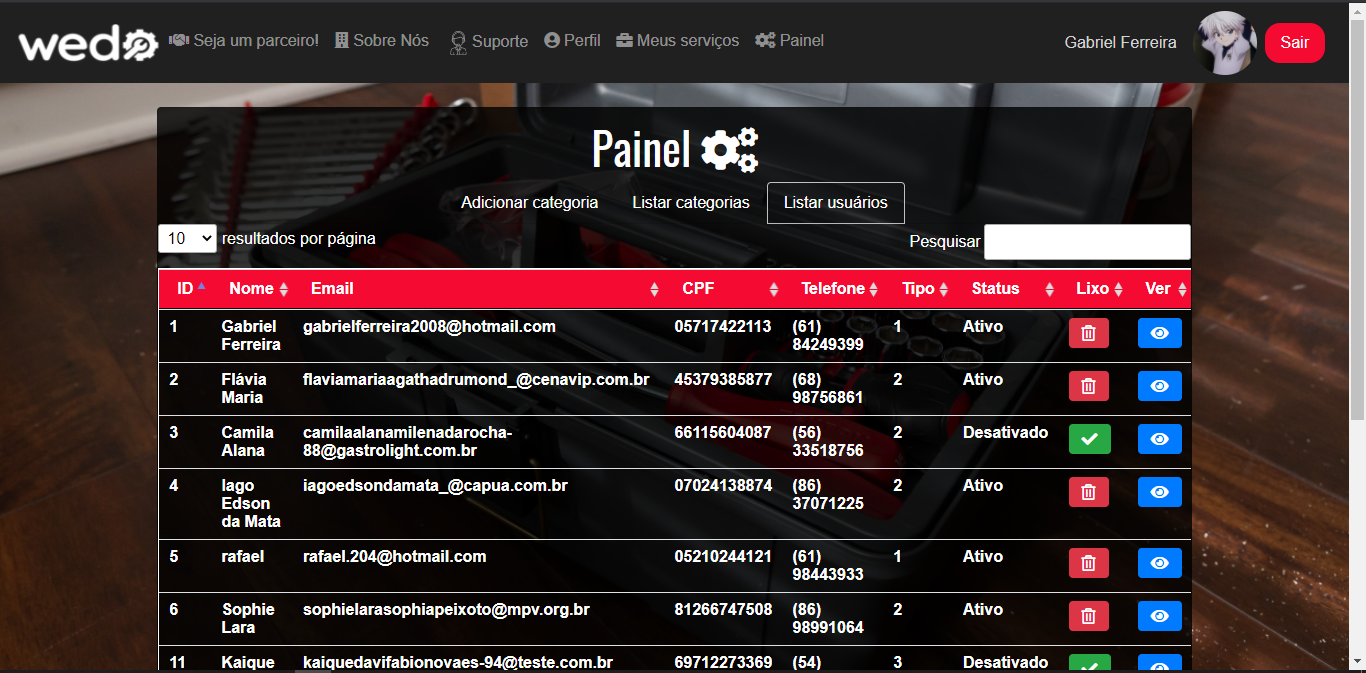 wedo Seja um parceiro! Sobre Nós Suporte Perfil Meus serviços Painel Gabriel Ferreira Sair
Painel
Adicionar categoria Listar categorias Listar usuários
10 resultados por página Pesquisar
ID Nome Email CPF Telefone Tipo Status Lixo Ver
1 Gabriel gabrielferreira2008@hotmail.com 05717422113 (61) 1 Ativo
Ferreira 84249399
2 Flávia flaviamariaagathadrumond_@cenavip.com.br 45379385877 (68) 2 Ativo
Maria 98756861
3 Camila camilaalanamilenadarocha- 66115604087 (56) 2 Desativado
Alana 88@gastrolight.com.br 33518756
4 Iago iagoedsondamata_@capua.com.br 07024138874 (86) 2 Ativo
Edson 37071225
da Mata
5 rafael rafael.204@hotmail.com 05210244121 (61) 1 Ativo
98443933
6 Sophie sophielarasophiapeixoto@mpv.org.br 81266747508 (86) 2 Ativo
Lara 98991064
11 Kaique kaiquedavifabionovaes-94@teste.com.br 69712273369 (54) 3 Desativado